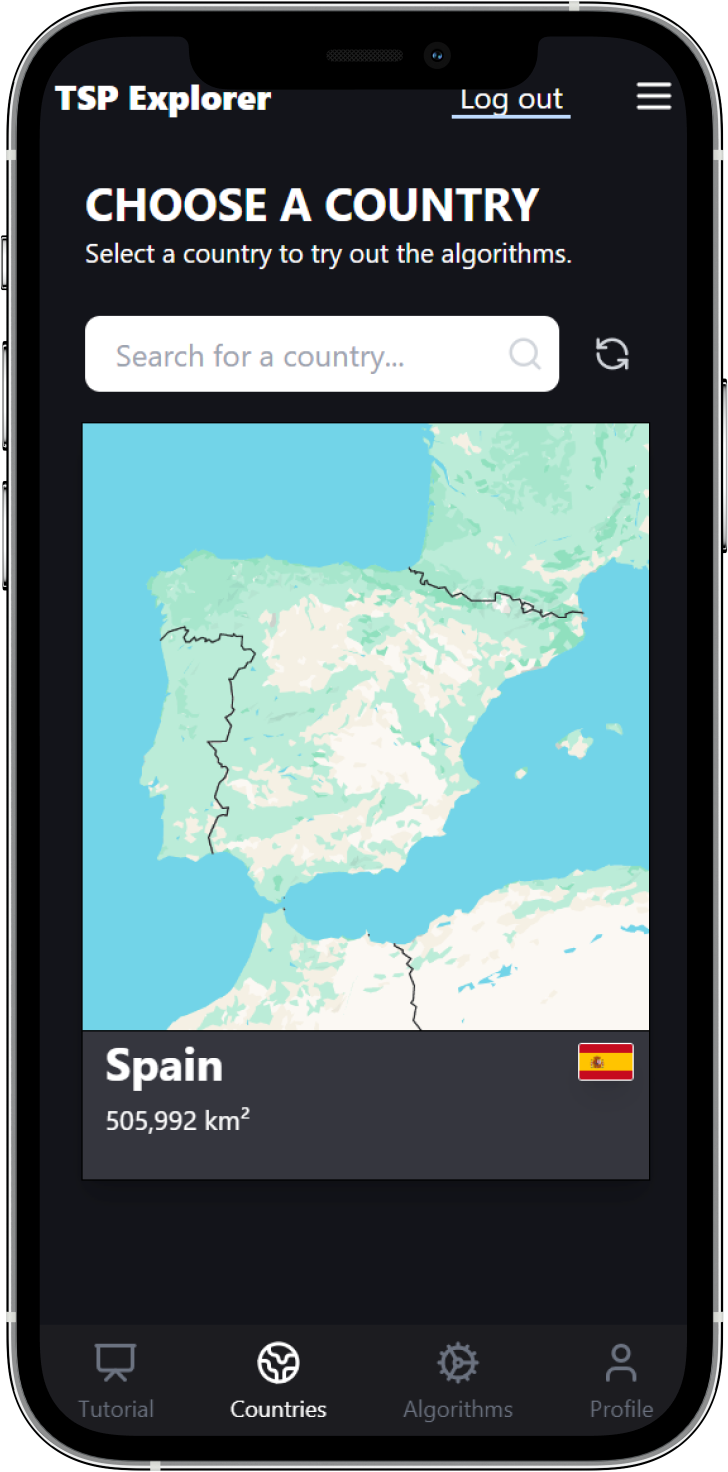 TSP Explorer
Log out
CHOOSE A COUNTRY
Select a country to try out the algorithms.
Search for a country...
Spain
505,992 km²
Tutorial
Countries
Algorithms
Profile